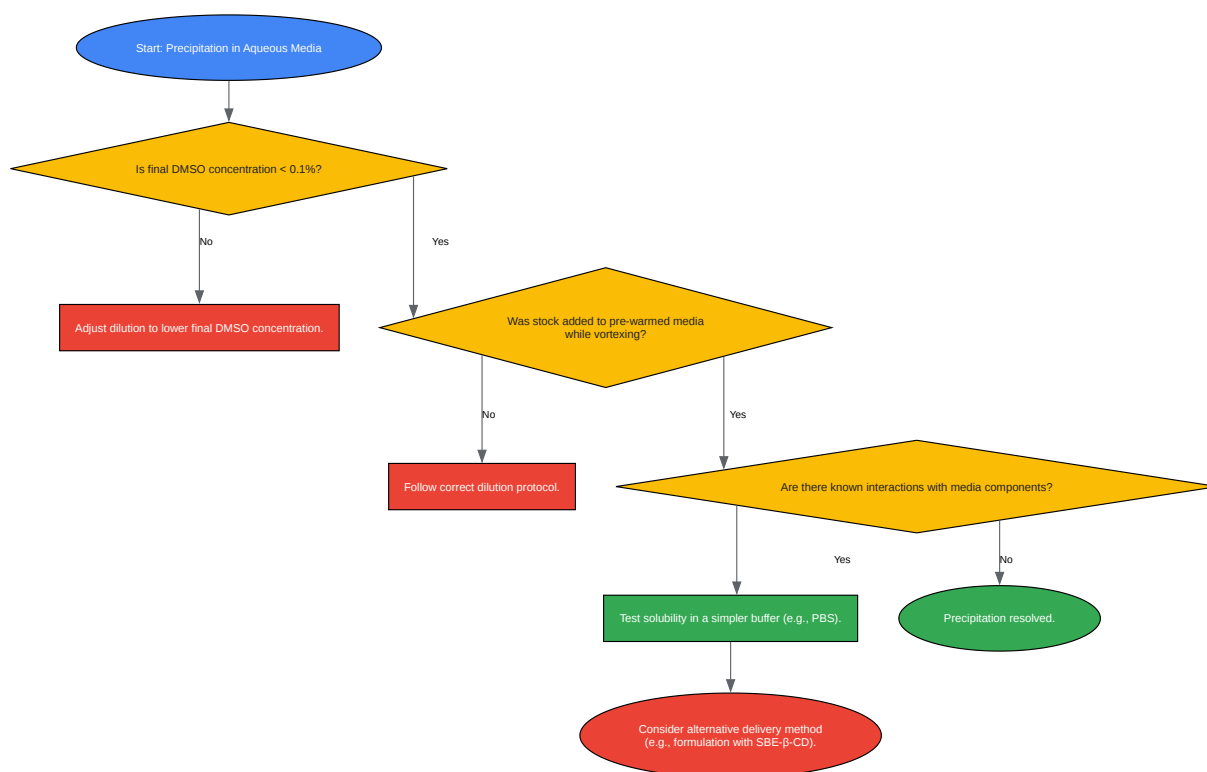 Start: Precipitation in Aqueous Media
Is final DMSO concentration < 0.1%?
No
Yes
Adjust dilution to lower final DMSO concentration.
Was stock added to pre-warmed media
while vortexing?
No
Yes
Follow correct dilution protocol.
Are there known interactions with media components?
Yes
No
Test solubility in a simpler buffer (e.g., PBS).
Precipitation resolved.
Consider alternative delivery method
(e.g., formulation with SBE-β-CD).